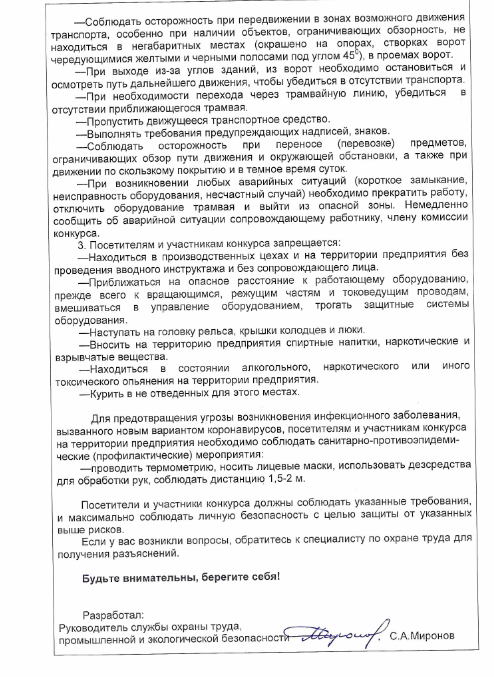 —Соблюдать осторожность при передвижении в зонах возможного движения
транспорта, особенно при наличии объектов, ограничивающих обзорность, не
находиться в негабаритных местах (окрашено на опорах, створках ворот
чередующимися желтыми и черными полосами под углом 45⁰), в проемах ворот.
—При выходе из-за углов зданий, из ворот необходимо остановиться и
осмотреть путь дальнейшего движения, чтобы убедиться в отсутствии транспорта.
—При необходимости перехода через трамвайную линию, убедиться в
отсутствии приближающегося трамвая.
—Пропустить движущееся транспортное средство.
—Выполнять требования предупреждающих надписей, знаков.
—Соблюдать осторожность при переносе (перевозке) предметов,
ограничивающих обзор пути движения и окружающей обстановки, а также при
движении по скользкому покрытию и в темное время суток.
—При возникновении любых аварийных ситуаций (короткое замыкание,
неисправность оборудования, несчастный случай) необходимо прекратить работу,
отключить оборудование трамвая и выйти из опасной зоны. Немедленно
сообщить об аварийной ситуации сопровождающему работнику, члену комиссии
конкурса.
3. Посетителям и участникам конкурса запрещается:
—Находиться в производственных цехах и на территории предприятия без
проведения вводного инструктажа и без сопровождающего лица.
—Приближаться на опасное расстояние к работающему оборудованию,
прежде всего к вращающимся, режущим частям и токоведущим проводам,
вмешиваться в управление оборудованием, трогать защитные системы
оборудования.
—Наступать на головку рельса, крышки колодцев и люки.
—Вносить на территорию предприятия спиртные напитки, наркотические и
взрывчатые вещества.
—Находиться в состоянии алкогольного, наркотического или иного
токсического опьянения на территории предприятия.
—Курить в не отведенных для этого местах.
Для предотвращения угрозы возникновения инфекционного заболевания,
вызванного новым вариантом коронавирусов, посетителям и участникам конкурса
на территории предприятия необходимо соблюдать санитарно-противоэпидеми-
ческие (профилактические) мероприятия:
—проводить термометрию, носить лицевые маски, использовать дезсредства
для обработки рук, соблюдать дистанцию 1,5-2 м.
Посетители и участники конкурса должны соблюдать указанные требования,
и максимально соблюдать личную безопасность с целью защиты от указанных
выше рисков.
Если у вас возникли вопросы, обратитесь к специалисту по охране труда для
получения разъяснений.
Будьте внимательны, берегите себя!
Разработал:
Руководитель службы охраны труда,
промышленной и экологической безопасности Миронов С.А.Миронов